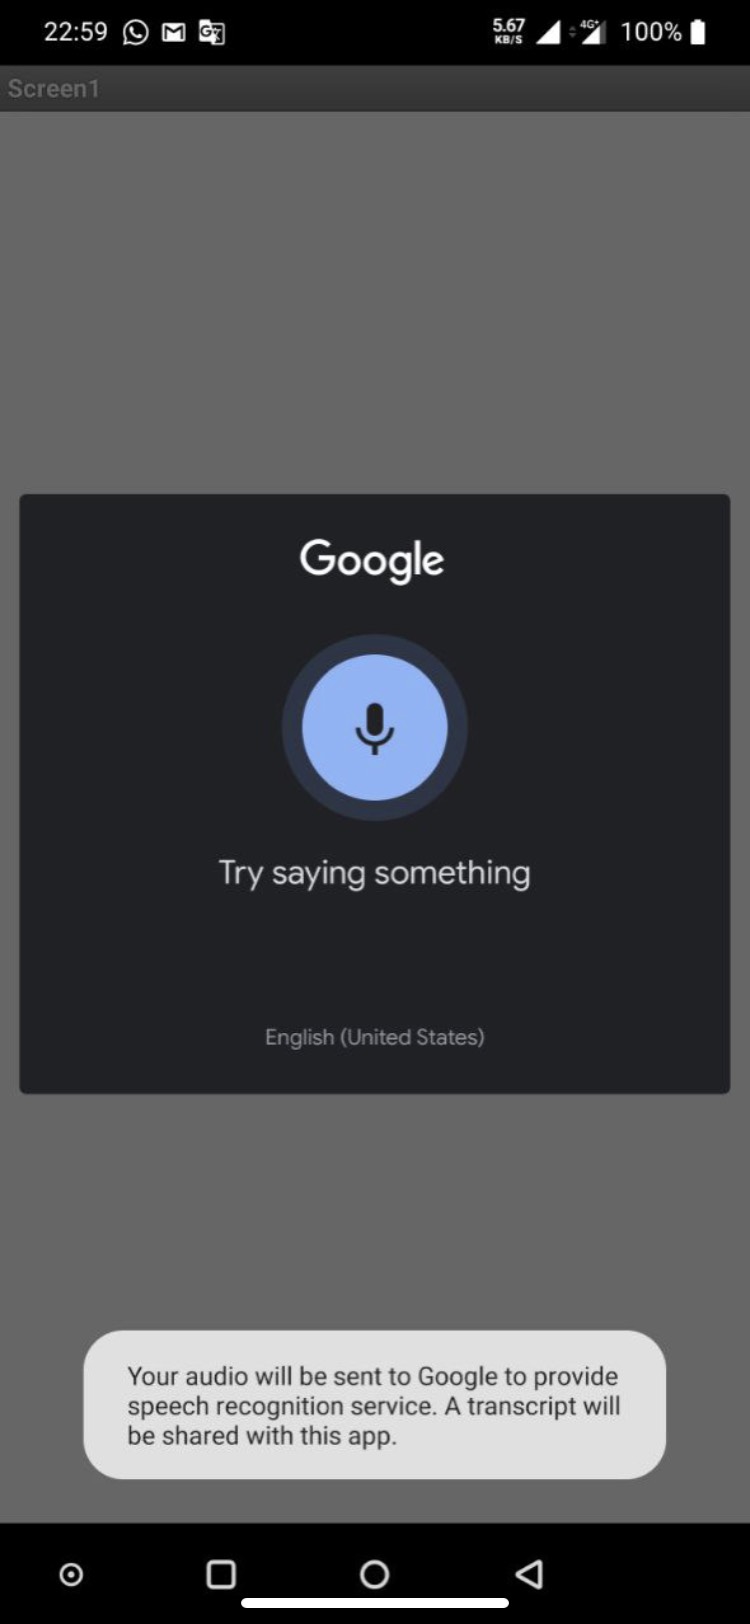 22:59 5.67 KB/S 4G+ 100%
Screen1
Google
Try saying something
English (United States)
Your audio will be sent to Google to provide
speech recognition service. A transcript will
be shared with this app.